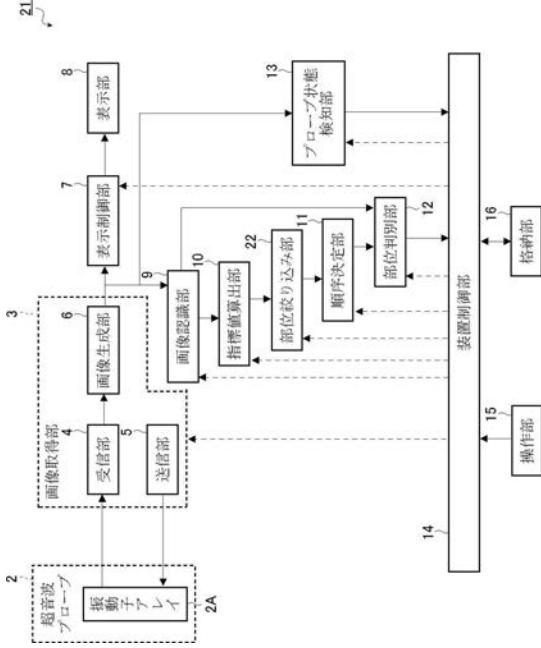 21
2
超音波
プローブ
振動子アレイ
2A
3
画像取得部
4
受信部
5
送信部
6
画像生成部
7
表示制御部
8
表示部
9
画像認識部
10
指標値算出部
22
部位絞り込み部
11
順序決定部
12
部位判別部
13
プローブ状態
検知部
14
装置制御部
15
操作部
16
格納部